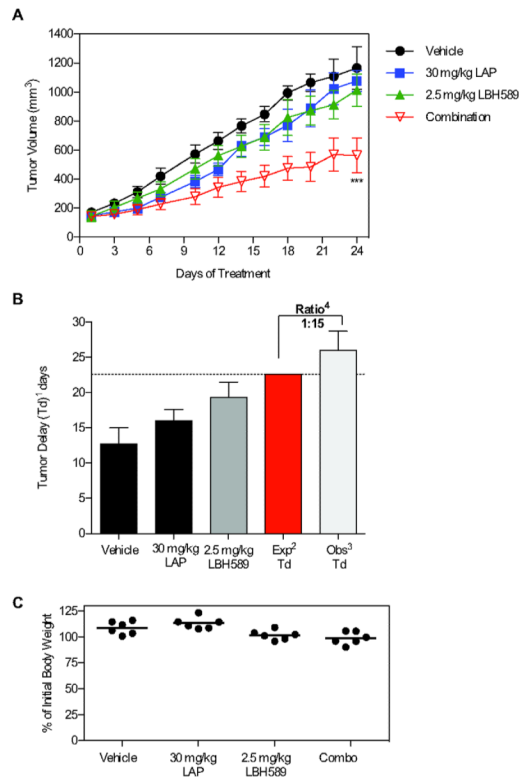 A
1400
1200
1000
800
600
400
200
0
Tumor Volume (mm³)
0 3 6 9 12 15 18 21 24
Days of Treatment
***
Vehicle
30 mg/kg LAP
2.5 mg/kg LBH589
Combination
B
Ratio⁴
1:15
30
25
20
15
10
5
0
Tumor Delay (Td)¹ days
Vehicle
30 mg/kg
LAP
2.5 mg/kg
LBH589
Exp²
Td
Obs³
Td
C
125
100
75
50
25
0
% of Initial Body Weight
Vehicle
30 mg/kg
LAP
2.5 mg/kg
LBH589
Combo